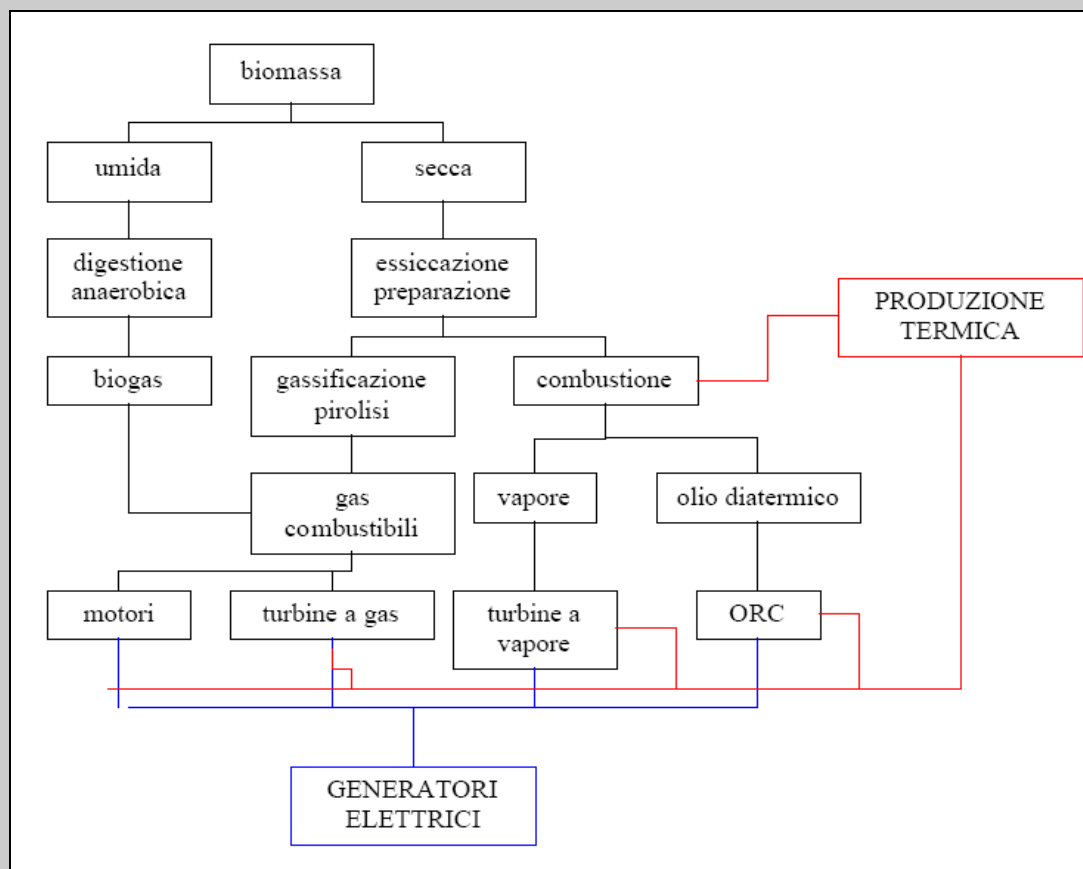 biomassa
umida
secca
digestione
anaerobica
essiccazione
preparazione
PRODUZIONE
TERMICA
biogas
gassificazione
pirolisi
combustione
gas
combustibili
vapore
olio diatermico
motori
turbine a gas
turbine a
vapore
ORC
GENERATORI
ELETTRICI